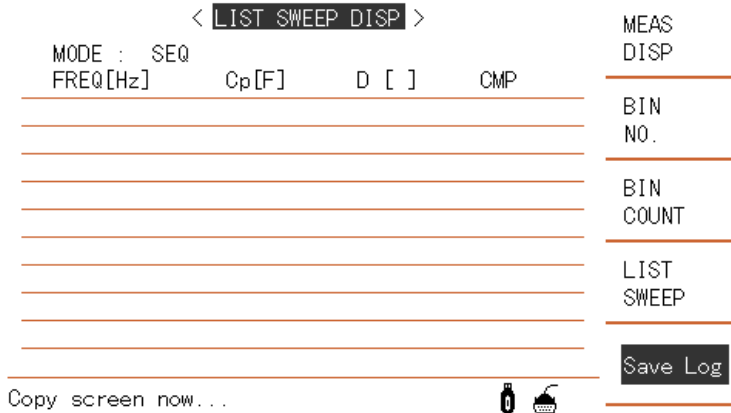 < LIST SWEEP DISP >
MODE : SEQ
FREQ[Hz] Cp[F] D [ ] CMP
MEAS
DISP
BIN
NO.
BIN
COUNT
LIST
SWEEP
Save Log
Copy screen now...